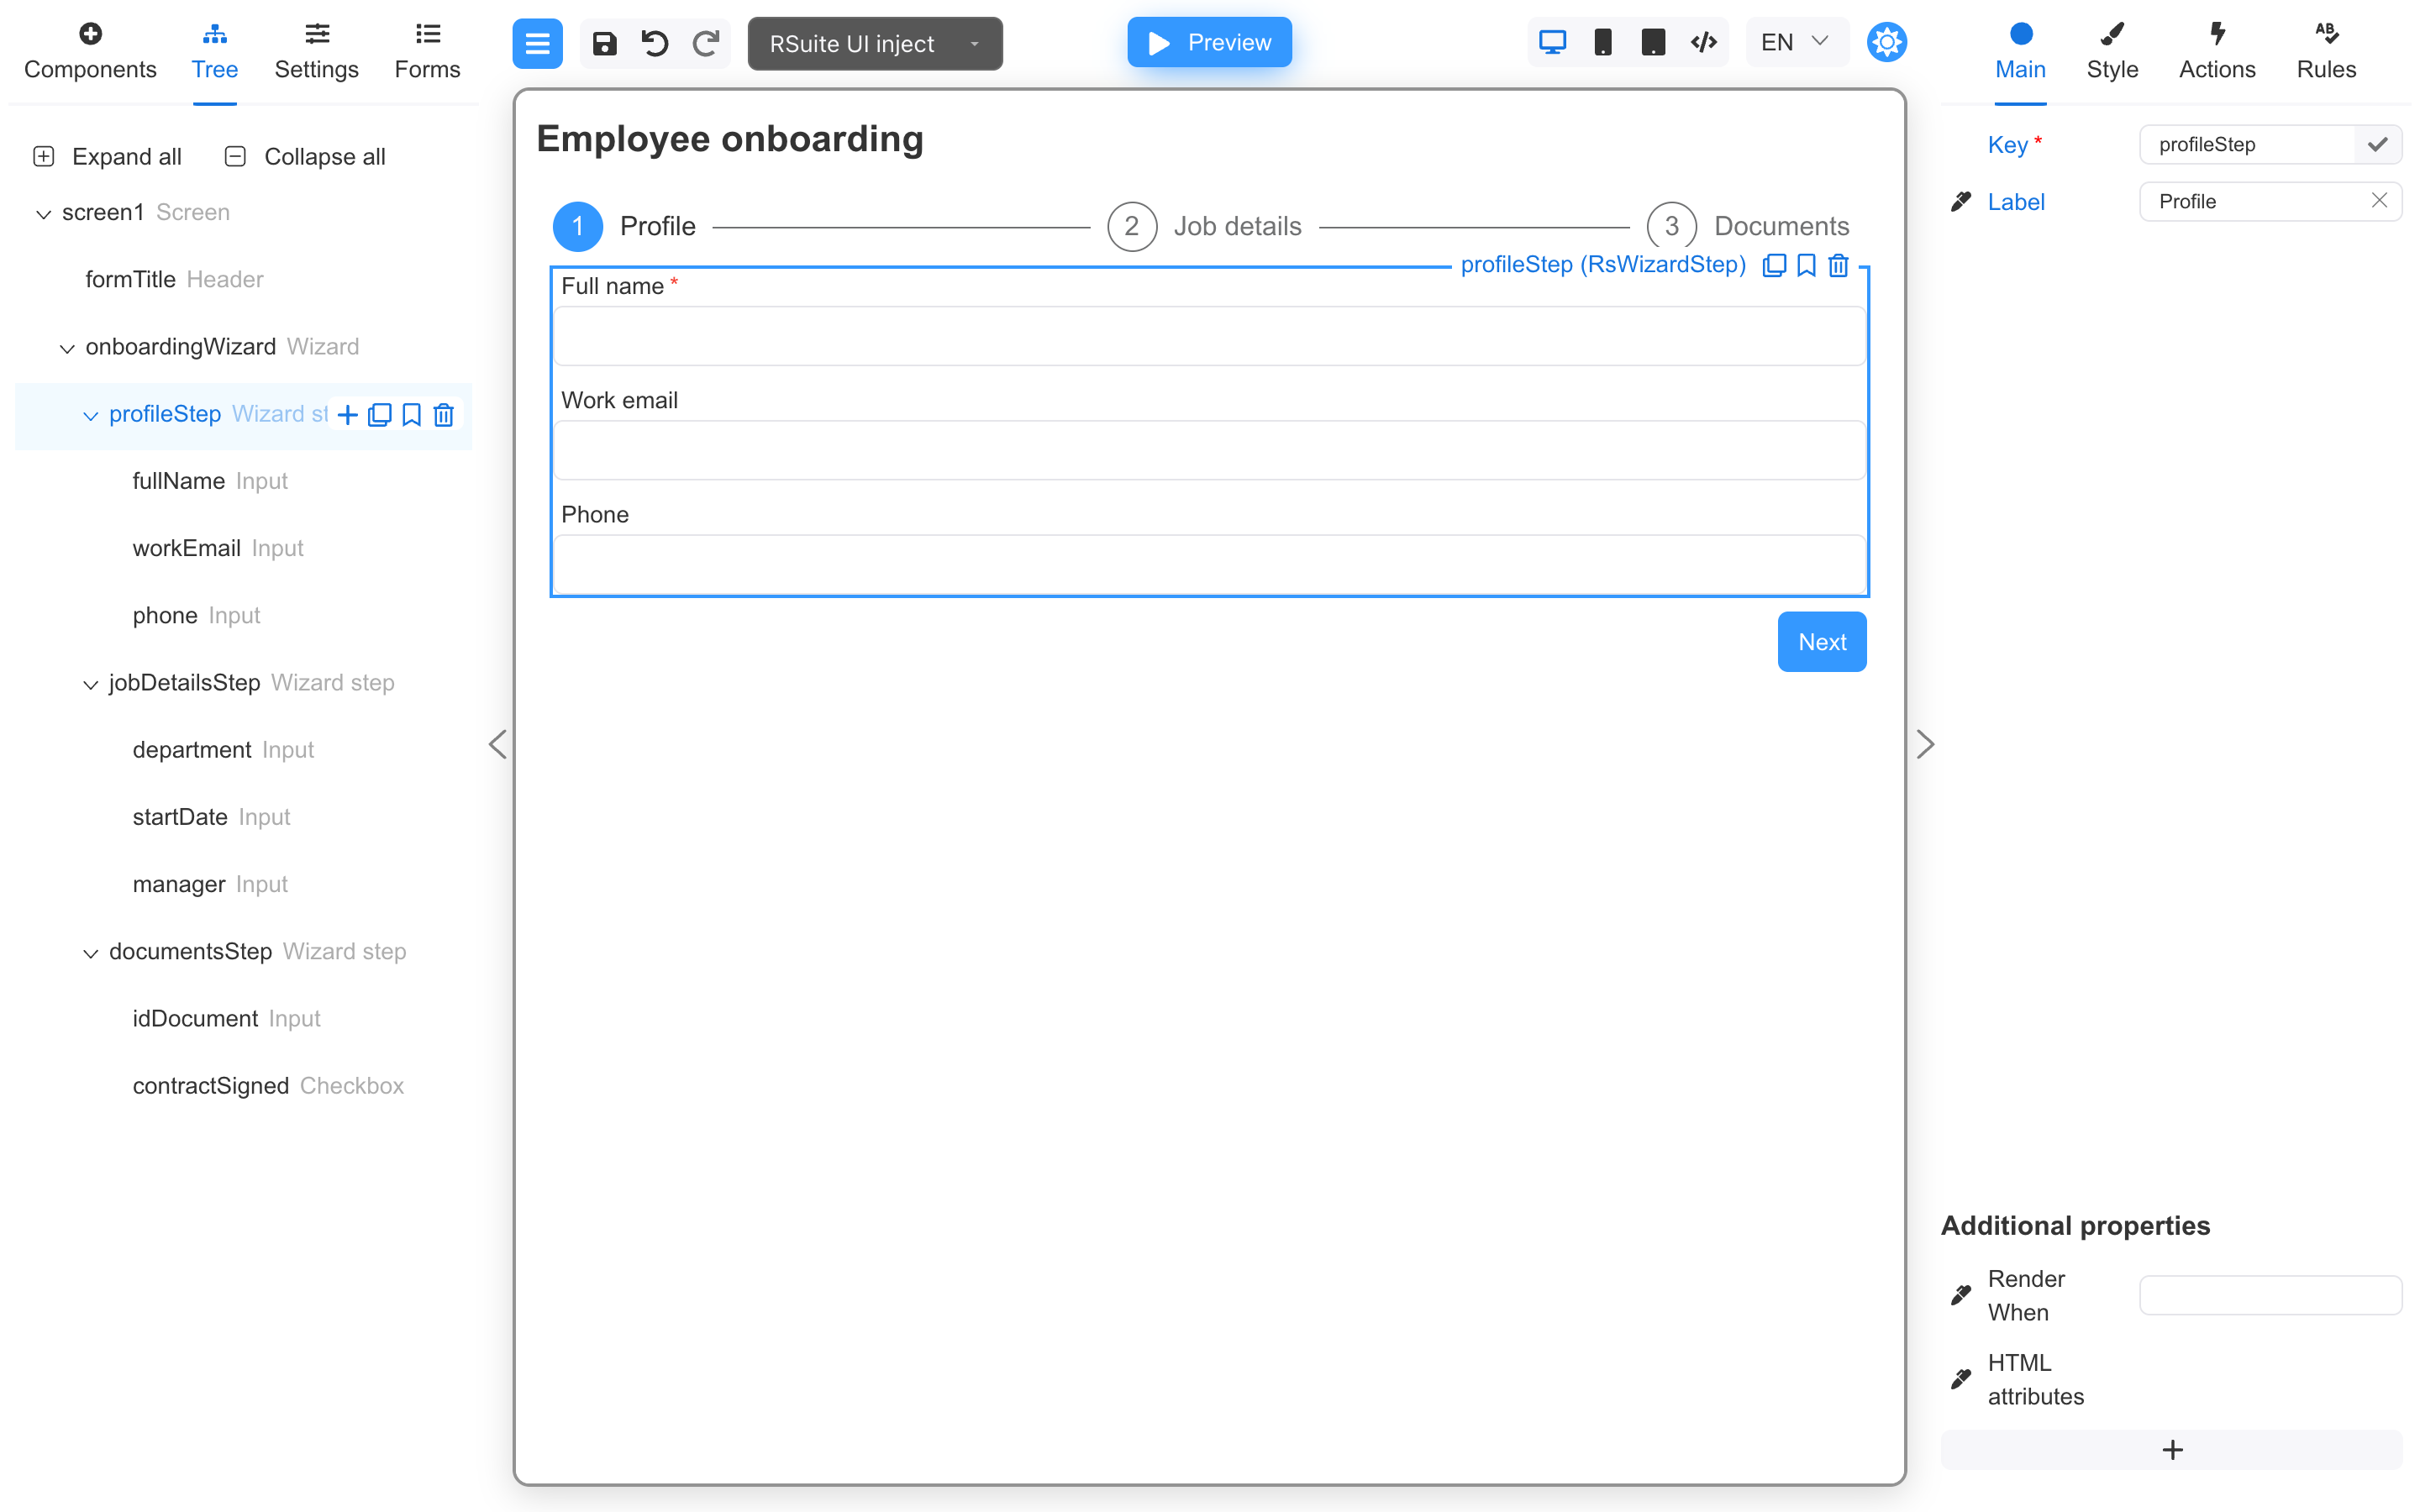 Components
Tree
Settings
Forms
RSuite UI inject
Preview
EN
Main
Style
Actions
AB
Rules
Expand all
Collapse all
screen1 Screen
formTitle Header
onboardingWizard Wizard
profileStep Wizard st
fullName Input
workEmail Input
phone Input
jobDetailsStep Wizard step
department Input
startDate Input
manager Input
documentsStep Wizard step
idDocument Input
contractSigned Checkbox
Employee onboarding
1 Profile
2 Job details
3 Documents
profileStep (RsWizardStep)
Full name *
Work email
Phone
Next
Key * profileStep
Label Profile
Additional properties
Render
When
HTML
attributes